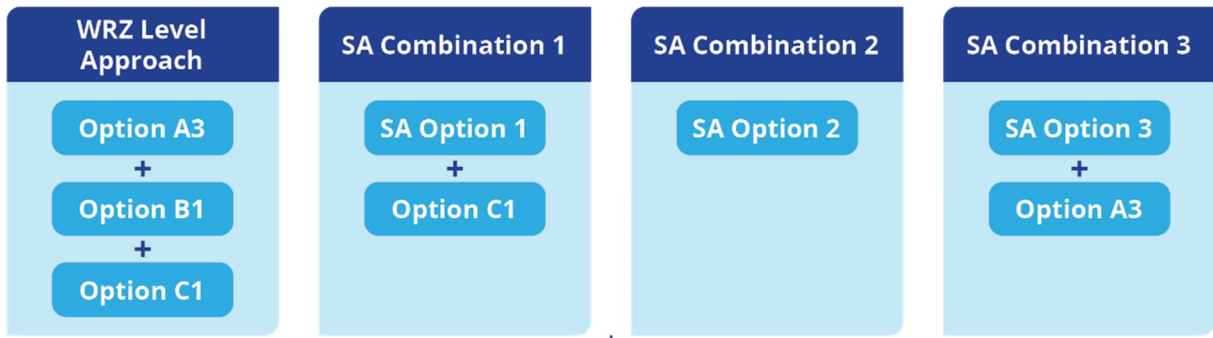 WRZ Level
Approach
Option A3
+
Option B1
+
Option C1
SA Combination 1
SA Option 1
+
Option C1
SA Combination 2
SA Option 2
SA Combination 3
SA Option 3
+
Option A3